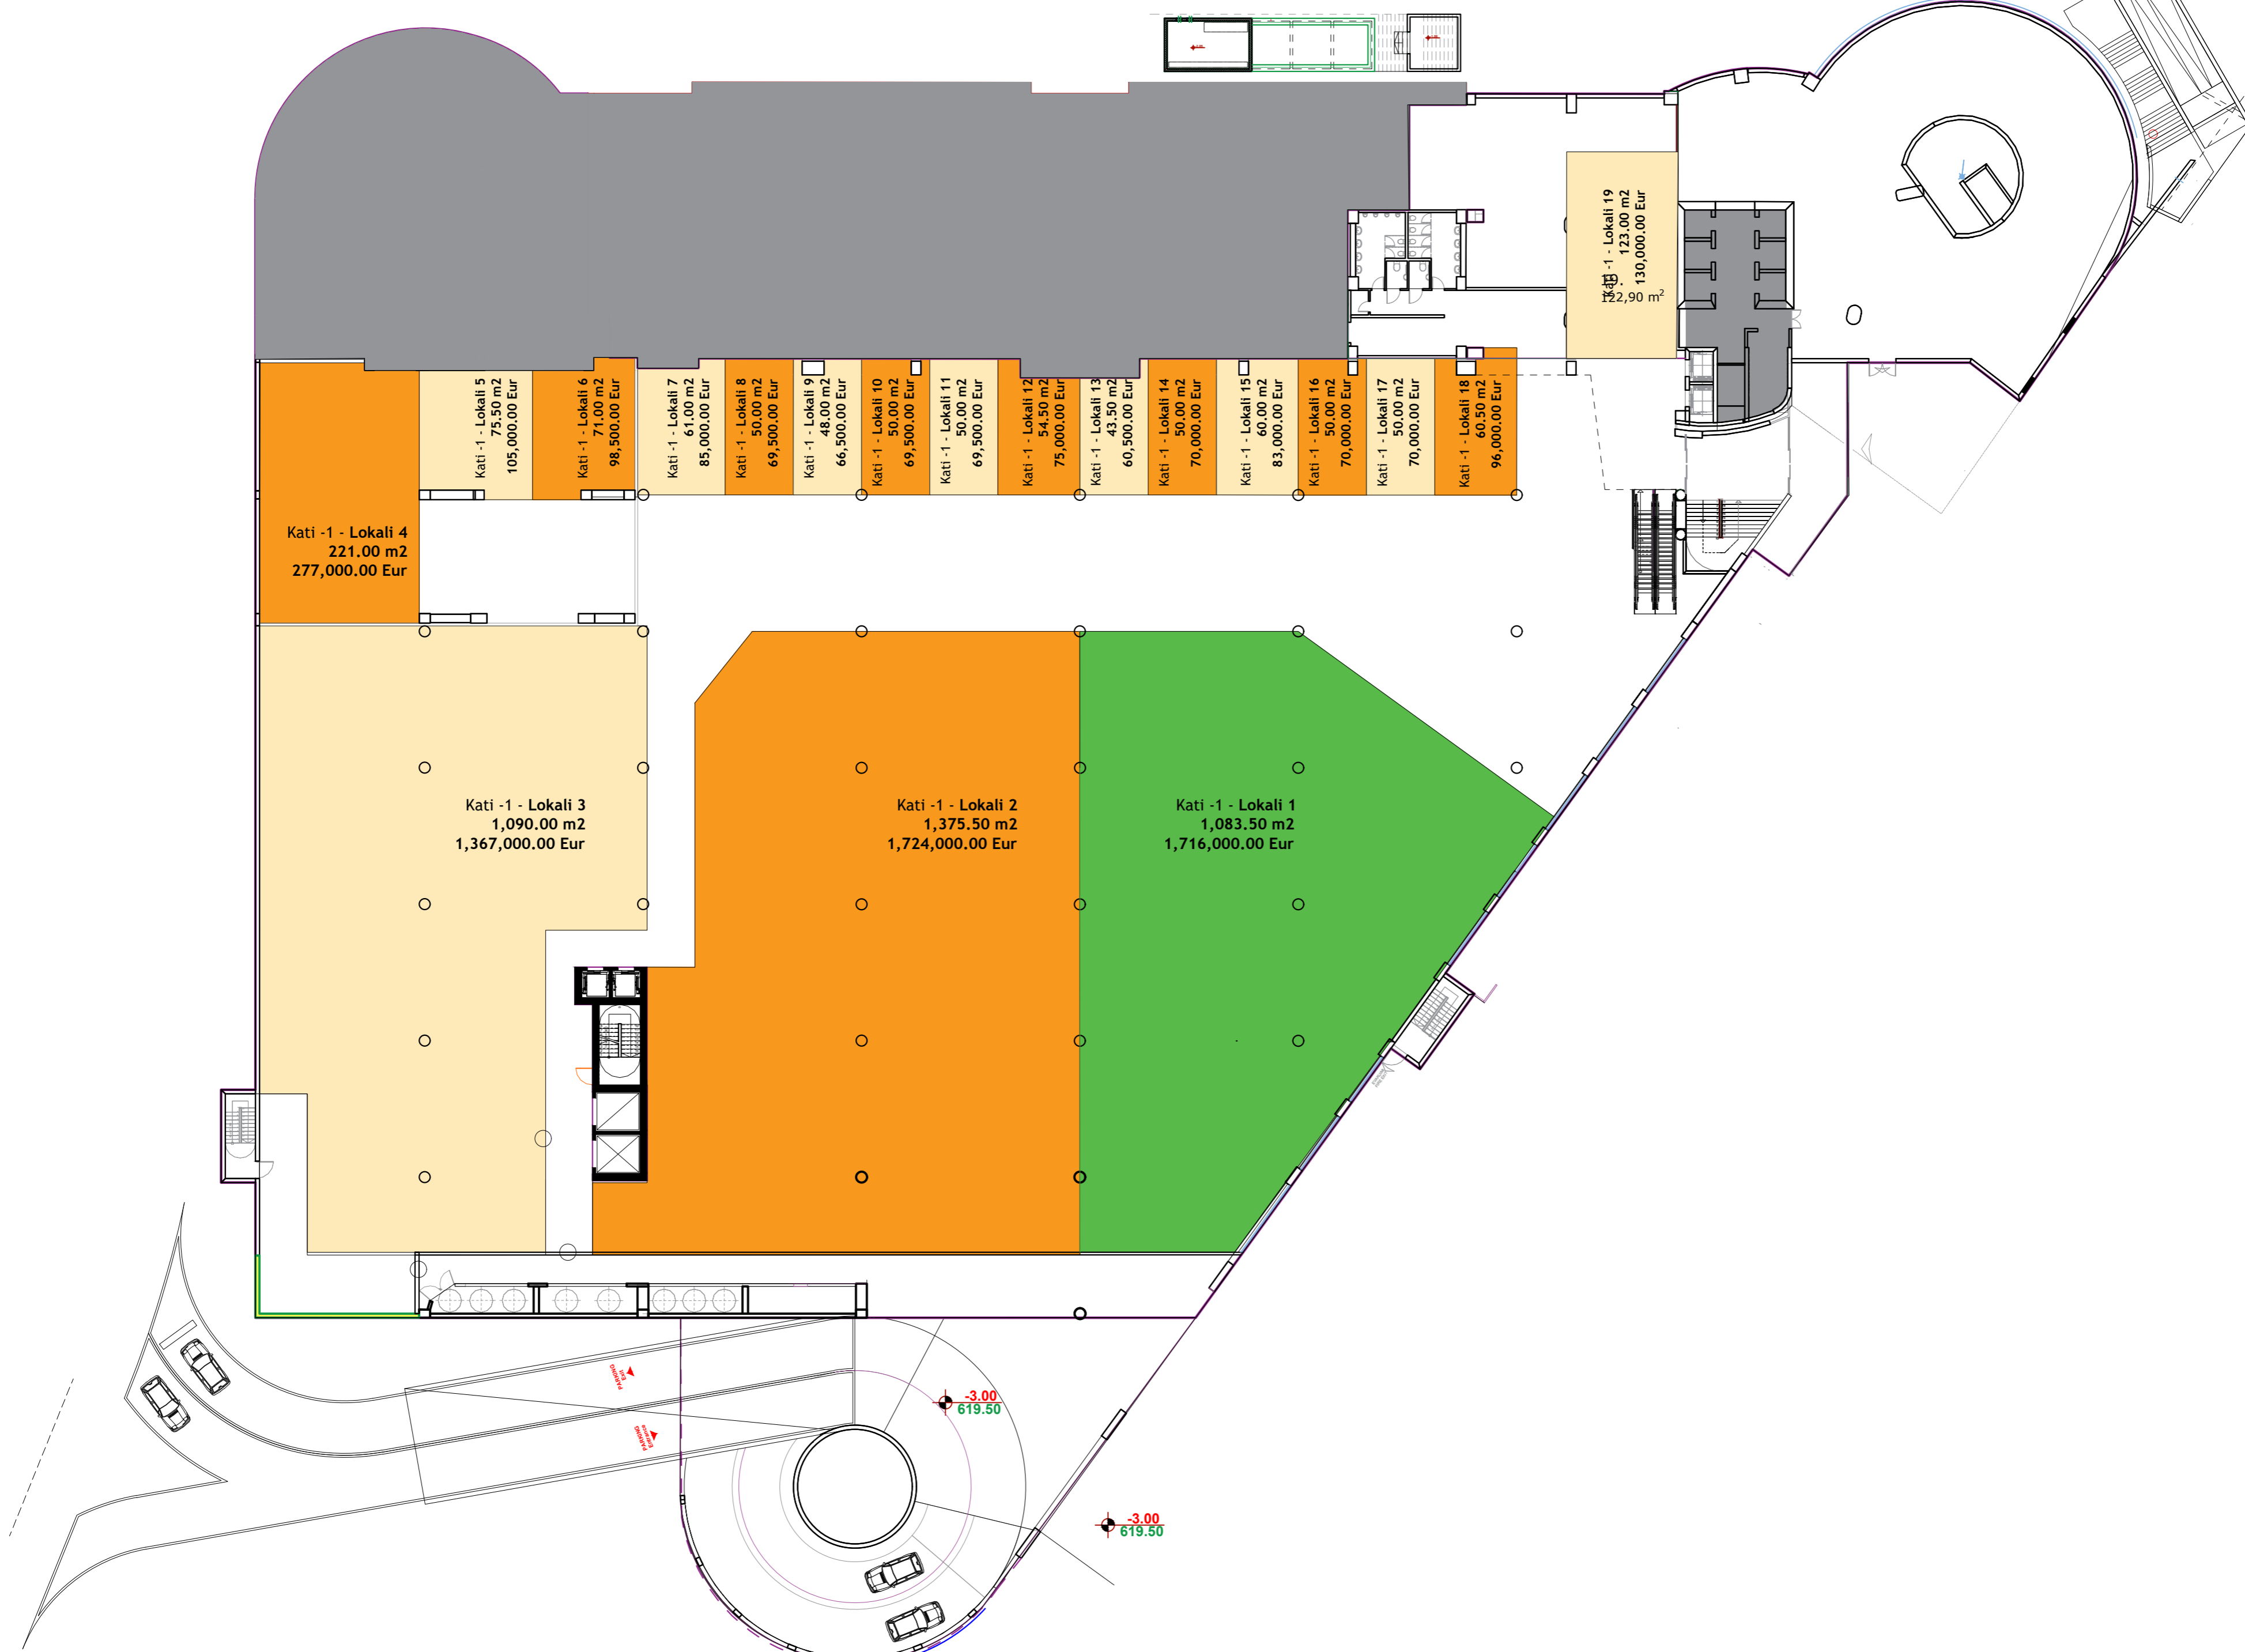 Kati -1 - Lokali 19
123.00 m2
130,000.00 Eur
19.
122,90 m²
Kati -1 - Lokali 5
75.50 m2
105,000.00 Eur
Kati -1 - Lokali 6
71.00 m2
98,500.00 Eur
Kati -1 - Lokali 7
61.00 m2
85,000.00 Eur
Kati -1 - Lokali 8
50.00 m2
69,500.00 Eur
Kati -1 - Lokali 9
48.00 m2
66,500.00 Eur
Kati -1 - Lokali 10
50.00 m2
69,500.00 Eur
Kati -1 - Lokali 11
50.00 m2
69,500.00 Eur
Kati -1 - Lokali 12
54.50 m2
75,000.00 Eur
Kati -1 - Lokali 13
43.50 m2
60,500.00 Eur
Kati -1 - Lokali 14
50.00 m2
70,000.00 Eur
Kati -1 - Lokali 15
60.00 m2
83,000.00 Eur
Kati -1 - Lokali 16
50.00 m2
70,000.00 Eur
Kati -1 - Lokali 17
50.00 m2
70,000.00 Eur
Kati -1 - Lokali 18
60.50 m2
96,000.00 Eur
Kati -1 - Lokali 4
221.00 m2
277,000.00 Eur
Kati -1 - Lokali 3
1,090.00 m2
1,367,000.00 Eur
Kati -1 - Lokali 2
1,375.50 m2
1,724,000.00 Eur
Kati -1 - Lokali 1
1,083.50 m2
1,716,000.00 Eur
PARKING
Exit
PARKING
Entrance
-3.00
619.50
-3.00
619.50